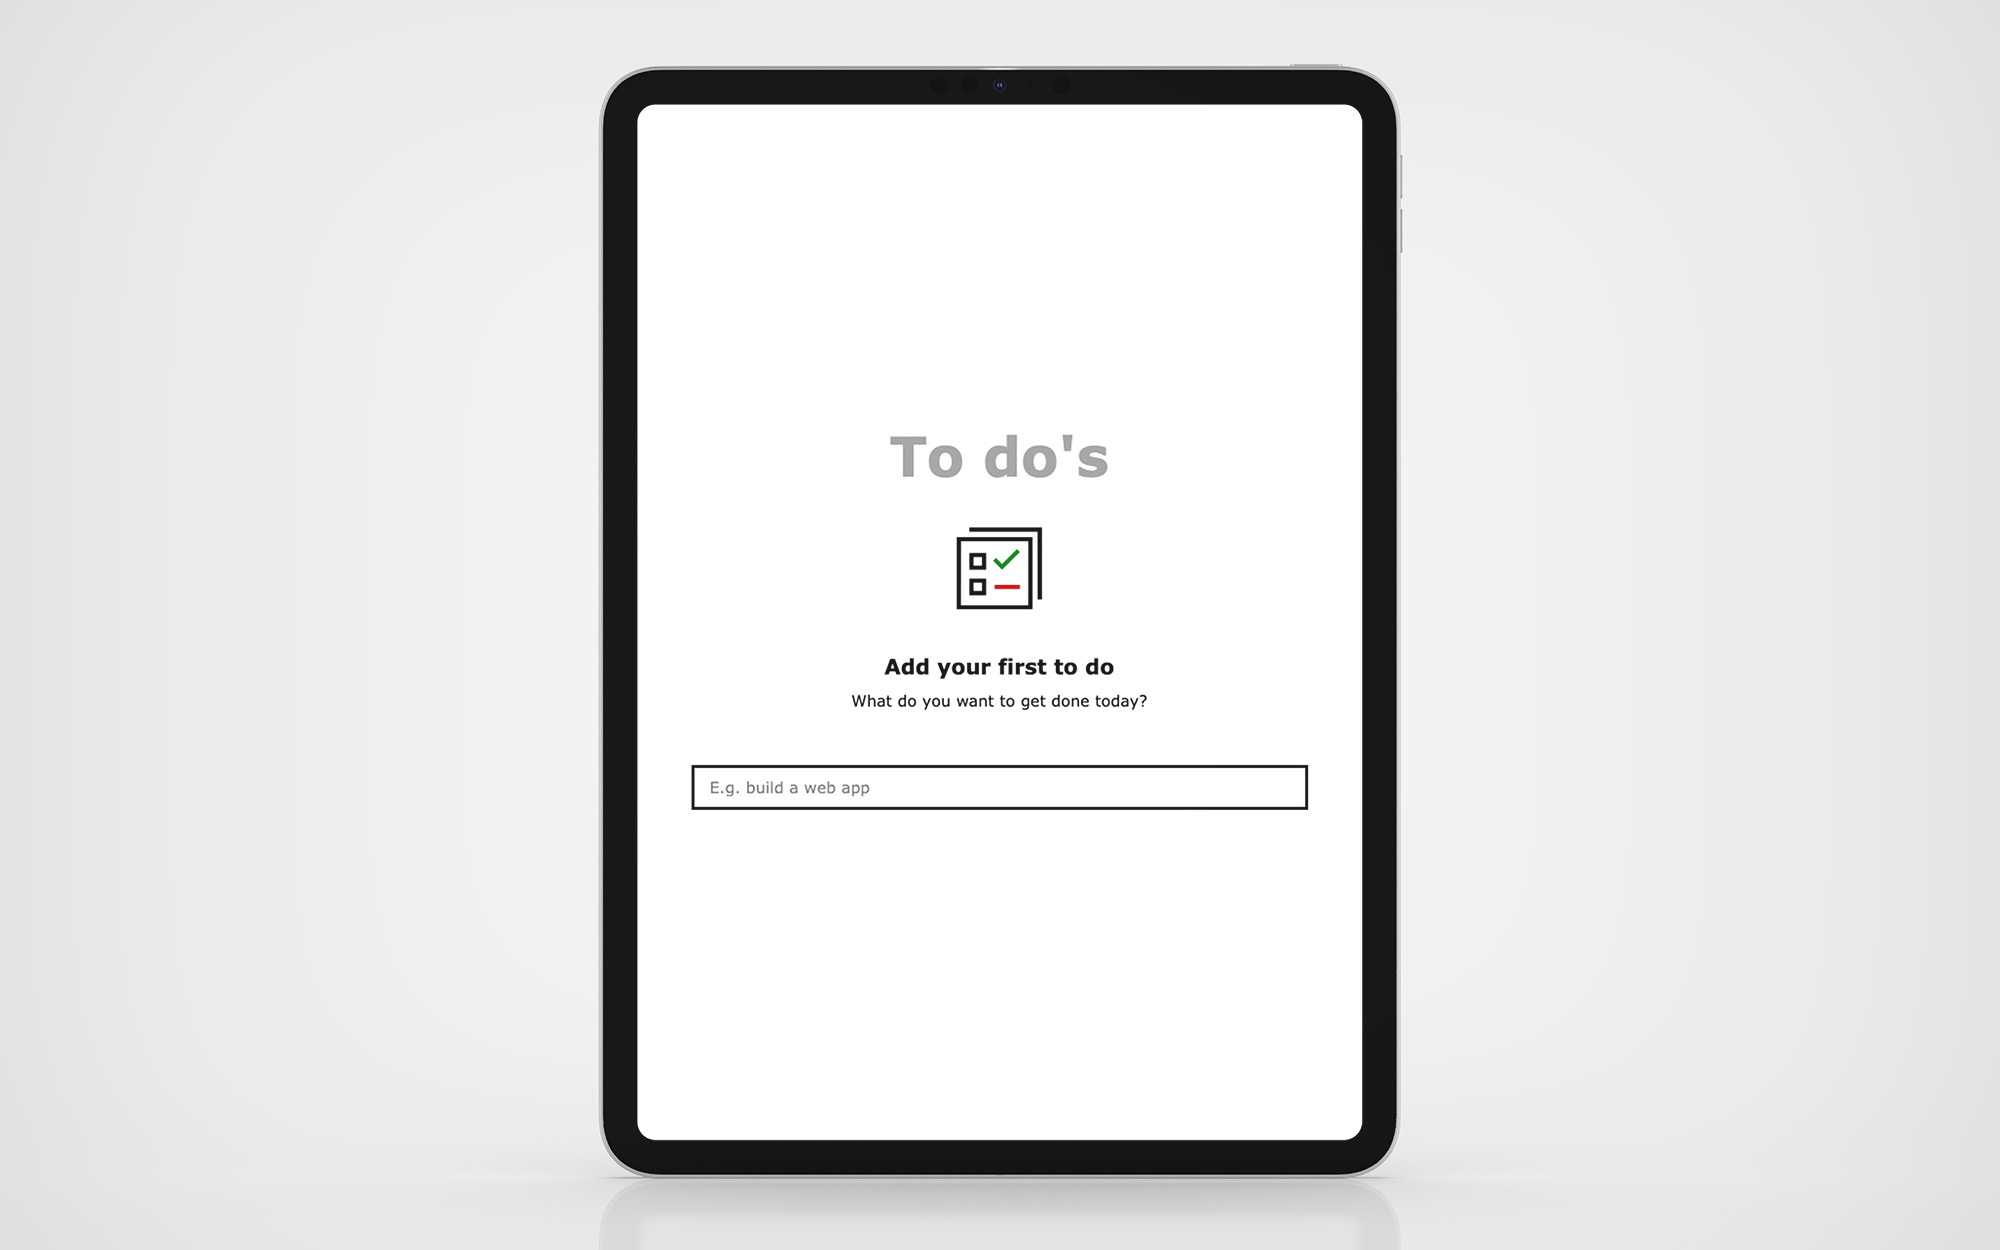 To do's
Add your first to do
What do you want to get done today?
E.g. build a web app